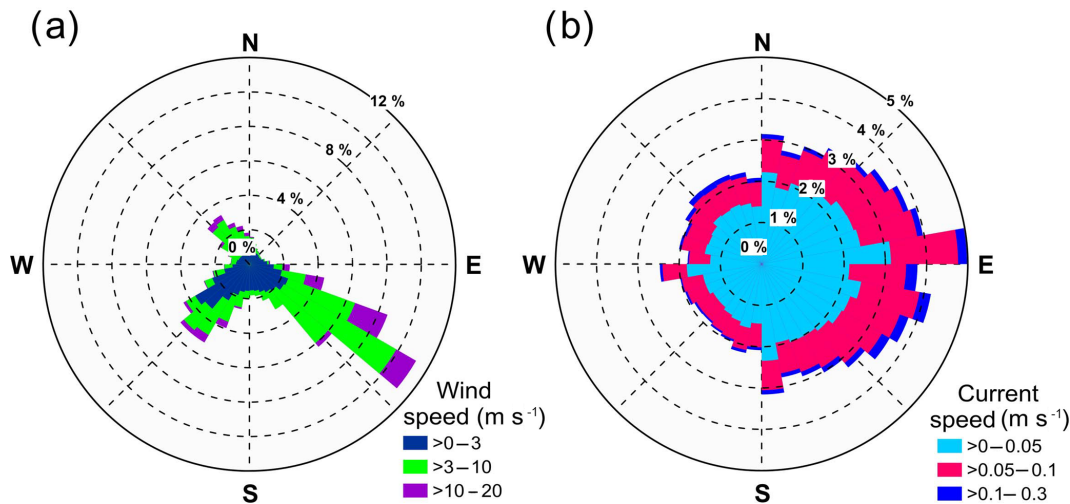 (a)
N
12 %
8 %
4 %
0 %
W
E
S
Wind
speed (m s⁻¹)
>0–3
>3–10
>10–20
(b)
N
5 %
4 %
3 %
2 %
1 %
0 %
W
E
S
Current
speed (m s⁻¹)
>0–0.05
>0.05–0.1
>0.1–0.3